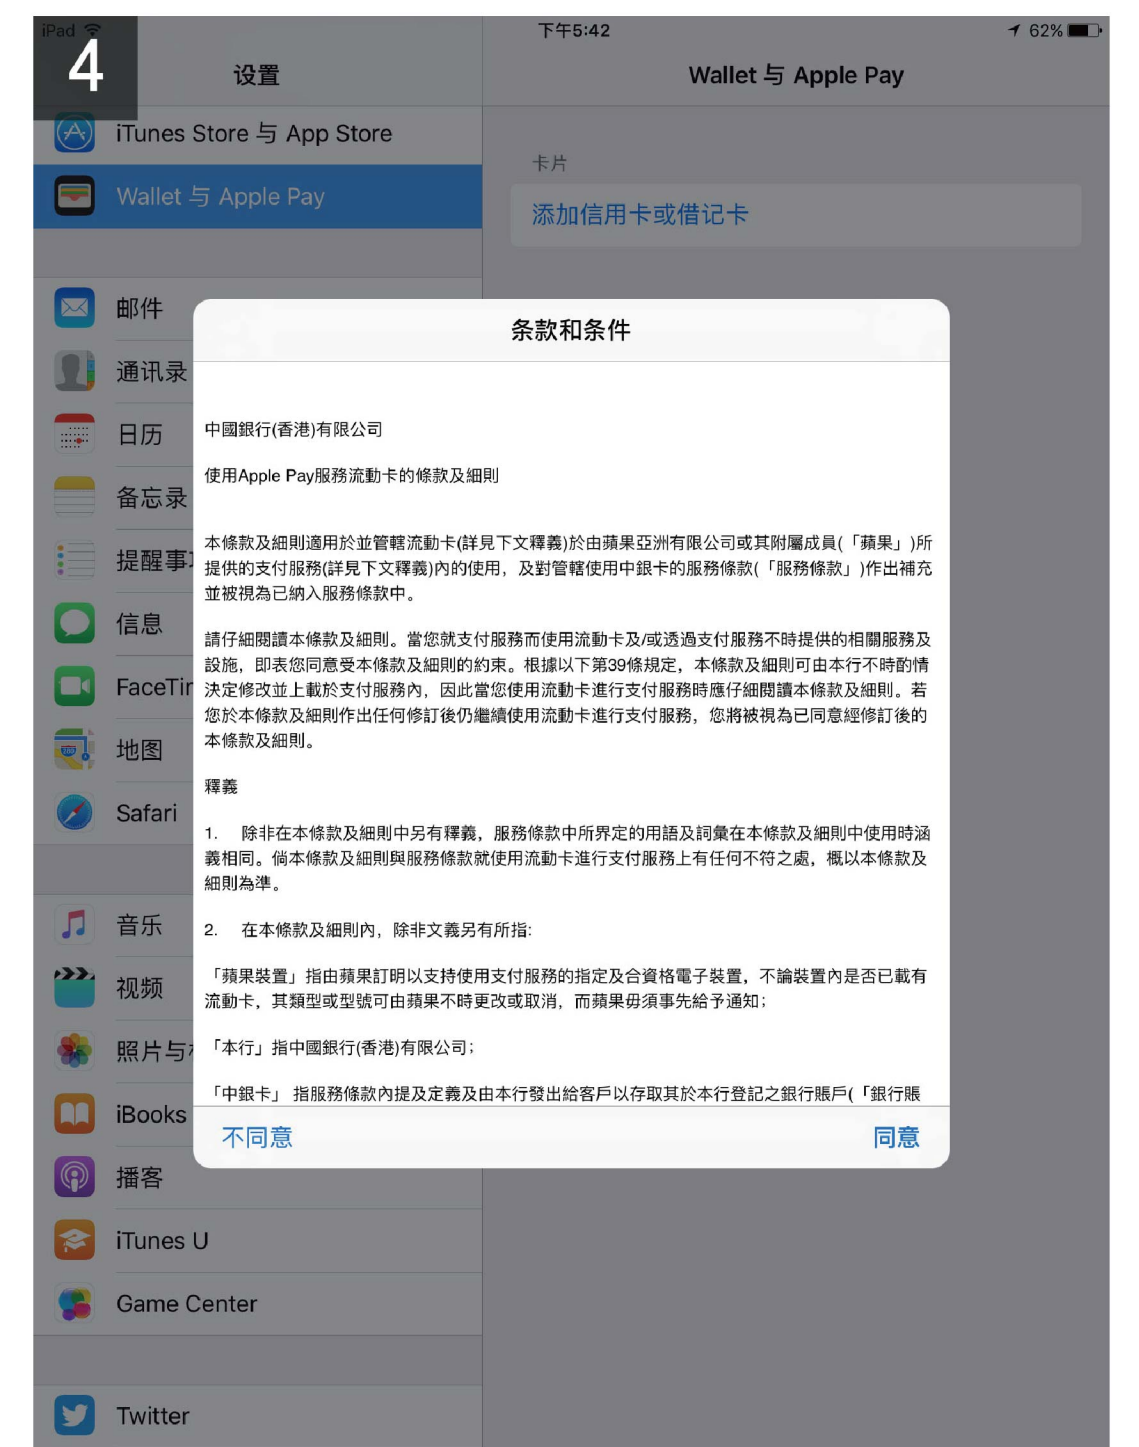 iPad
下午5:42
62%
4
设置
Wallet 与 Apple Pay
iTunes Store 与 App Store
卡片
Wallet 与 Apple Pay
添加信用卡或借记卡
邮件
通讯录
日历
备忘录
提醒事
信息
FaceTi
地图
Safari
音乐
视频
照片与
iBooks
播客
iTunes U
Game Center
Twitter
条款和条件
中國銀行(香港)有限公司
使用Apple Pay服務流動卡的條款及細則
本條款及細則適用於並管轄流動卡(詳見下文釋義)於由蘋果亞洲有限公司或其附屬成員(「蘋果」)所
提供的支付服務(詳見下文釋義)內的使用，及對管轄使用中銀卡的服務條款(「服務條款」)作出補充
並被視為已納入服務條款中。
請仔細閱讀本條款及細則。當您就支付服務而使用流動卡及/或透過支付服務不時提供的相關服務及
設施，即表您同意受本條款及細則的約束。根據以下第39條規定，本條款及細則可由本行不時酌情
決定修改並上載於支付服務內，因此當您使用流動卡進行支付服務時應仔細閱讀本條款及細則。若
您於本條款及細則作出任何修訂後仍繼續使用流動卡進行支付服務，您將被視為已同意經修訂後的
本條款及細則。
釋義
1. 除非在本條款及細則中另有釋義，服務條款中所界定的用語及詞彙在本條款及細則中使用時涵
義相同。倘本條款及細則與服務條款就使用流動卡進行支付服務上有任何不符之處，概以本條款及
細則為準。
2. 在本條款及細則內，除非文義另有所指:
「蘋果裝置」指由蘋果訂明以支持使用支付服務的指定及合資格電子裝置，不論裝置內是否已載有
流動卡，其類型或型號可由蘋果不時更改或取消，而蘋果毋須事先給予通知；
「本行」指中國銀行(香港)有限公司；
「中銀卡」 指服務條款內提及定義及由本行發出給客戶以存取其於本行登記之銀行賬戶(「銀行賬
不同意
同意